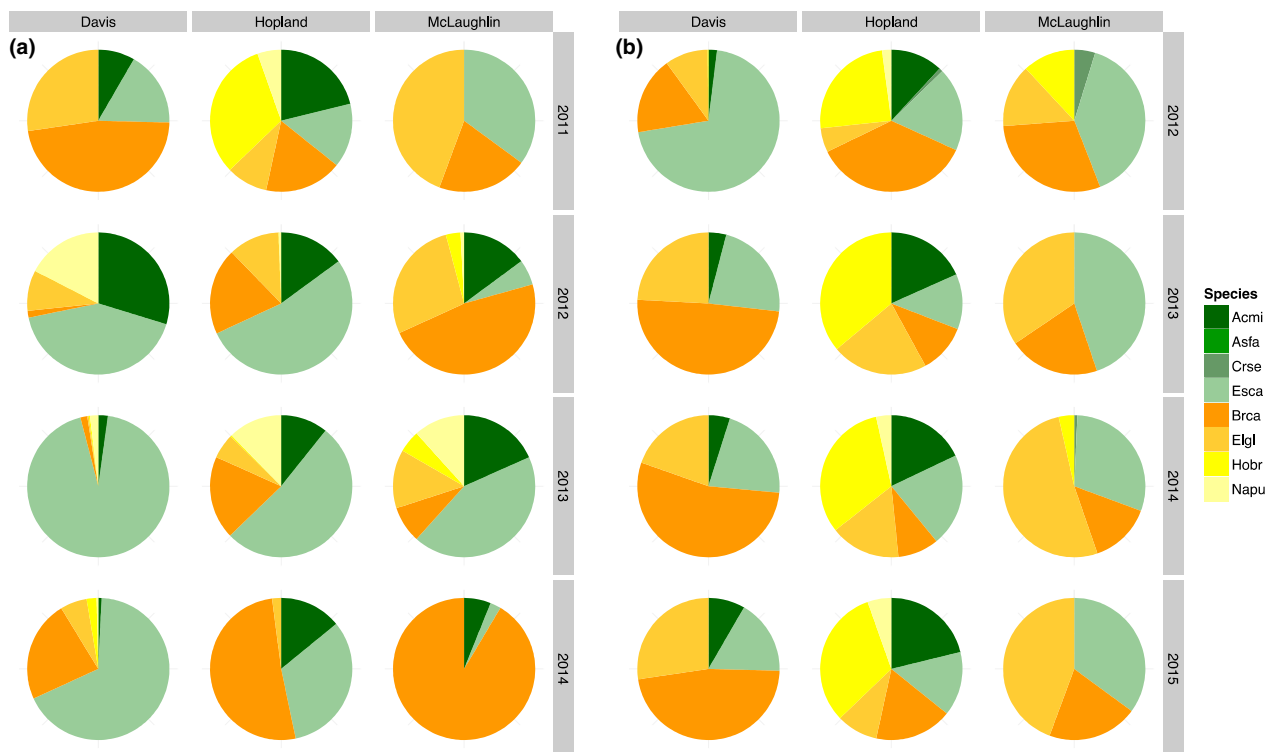 Davis Hopland McLaughlin
(a)
2011
2012
2013
2014
Davis Hopland McLaughlin
(b)
2012
2013
2014
2015
Species
Acmi
Asfa
Crse
Esca
Brca
Elgl
Hobr
Napu